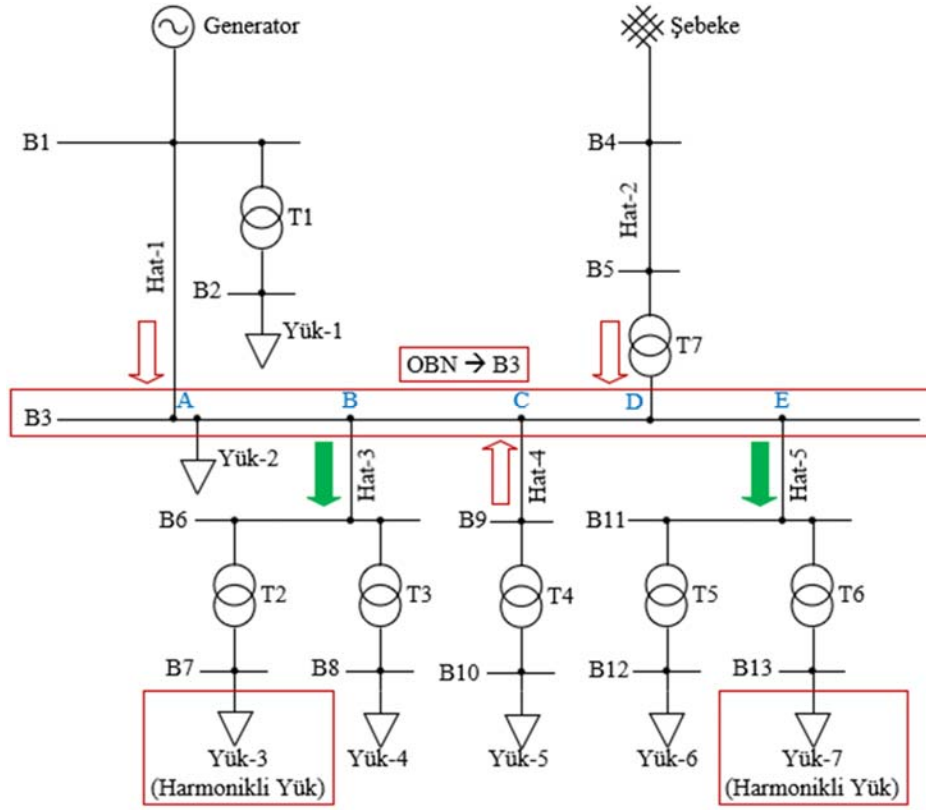 Generator
Şebeke
B1
B4
T1
Hat-1
Hat-2
B2
B5
Yük-1
T7
OBN → B3
A
B
C
D
E
B3
Yük-2
Hat-3
Hat-4
Hat-5
B6
B9
B11
T2
T3
T4
T5
T6
B7
B8
B10
B12
B13
Yük-3
(Harmonikli Yük)
Yük-4
Yük-5
Yük-6
Yük-7
(Harmonikli Yük)